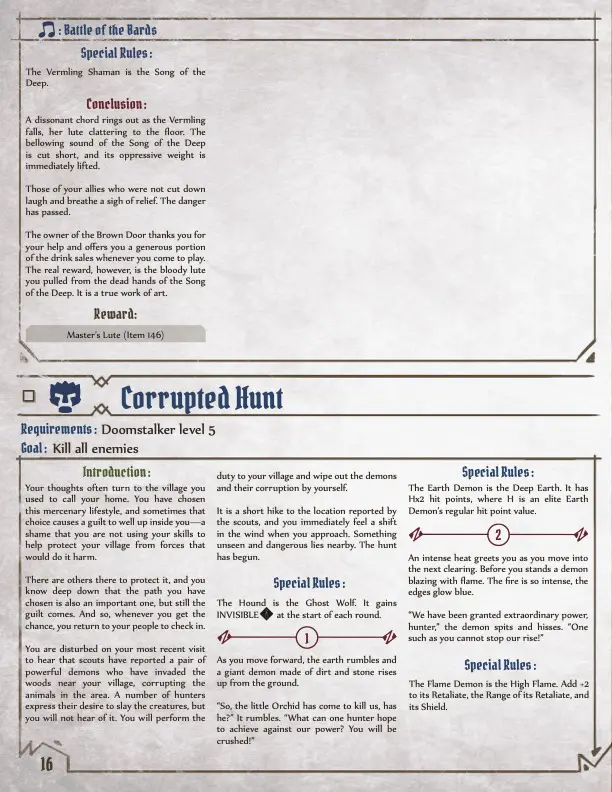 : Battle of the Bards
Special Rules:
The Vermling Shaman is the Song of the
Deep.
Conclusion:
A dissonant chord rings out as the Vermling
falls, her lute clattering to the floor. The
bellowing sound of the Song of the Deep
is cut short, and its oppressive weight is
immediately lifted.
Those of your allies who were not cut down
laugh and breathe a sigh of relief. The danger
has passed.
The owner of the Brown Door thanks you for
your help and offers you a generous portion
of the drink sales whenever you come to play.
The real reward, however, is the bloody lute
you pulled from the dead hands of the Song
of the Deep. It is a true work of art.
Reward:
Master's Lute (Item 146)
Corrupted Hunt
Requirements: Doomstalker level 5
Goal: Kill all enemies
Introduction:
Your thoughts often turn to the village you
used to call your home. You have chosen
this mercenary lifestyle, and sometimes that
choice causes a guilt to well up inside you—a
shame that you are not using your skills to
help protect your village from forces that
would do it harm.
There are others there to protect it, and you
know deep down that the path you have
chosen is also an important one, but still the
guilt comes. And so, whenever you get the
chance, you return to your people to check in.
You are disturbed on your most recent visit
to hear that scouts have reported a pair of
powerful demons who have invaded the
woods near your village, corrupting the
animals in the area. A number of hunters
express their desire to slay the creatures, but
you will not hear of it. You will perform the
duty to your village and wipe out the demons
and their corruption by yourself.
It is a short hike to the location reported by
the scouts, and you immediately feel a shift
in the wind when you approach. Something
unseen and dangerous lies nearby. The hunt
has begun.
Special Rules:
The Hound is the Ghost Wolf. It gains
INVISIBLE at the start of each round.
1
As you move forward, the earth rumbles and
a giant demon made of dirt and stone rises
up from the ground.
"So, the little Orchid has come to kill us, has
he?" It rumbles. "What can one hunter hope
to achieve against our power? You will be
crushed!"
Special Rules:
The Earth Demon is the Deep Earth. It has
Hx2 hit points, where H is an elite Earth
Demon's regular hit point value.
2
An intense heat greets you as you move into
the next clearing. Before you stands a demon
blazing with flame. The fire is so intense, the
edges glow blue.
"We have been granted extraordinary power,
hunter," the demon spits and hisses. "One
such as you cannot stop our rise!"
Special Rules:
The Flame Demon is the High Flame. Add +2
to its Retaliate, the Range of its Retaliate, and
its Shield.
16